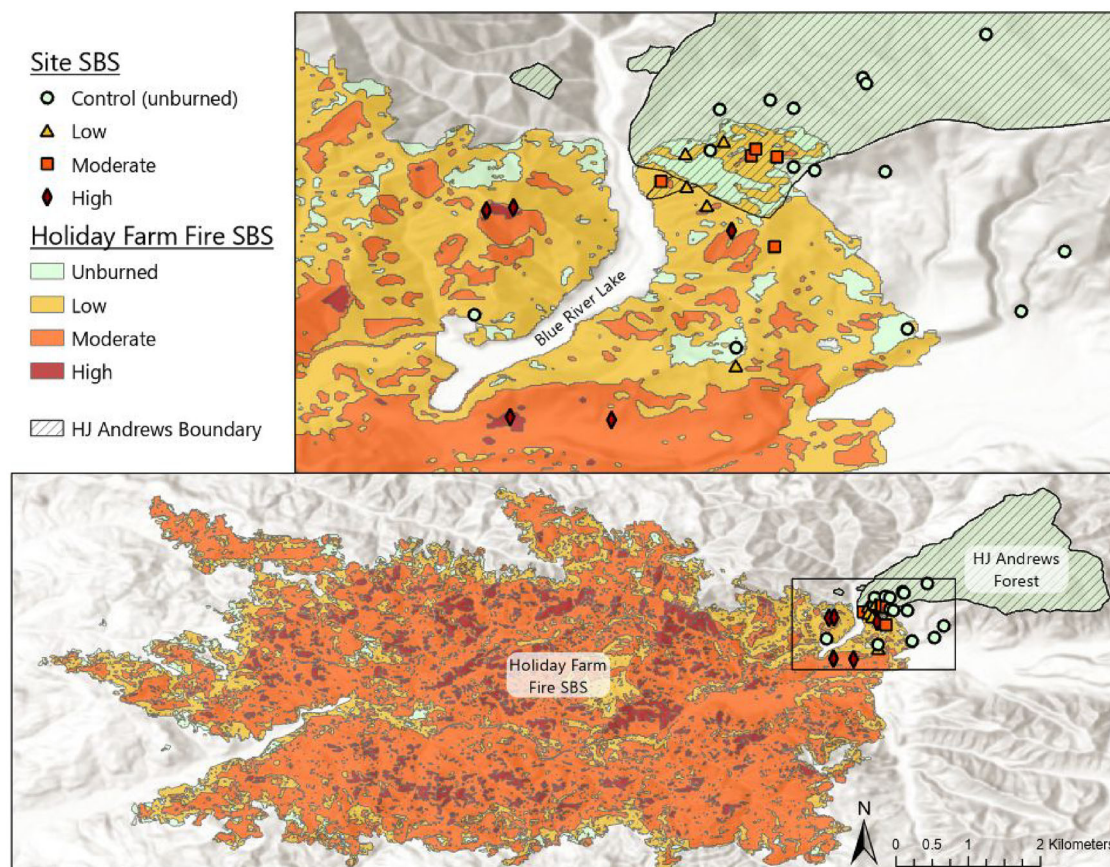 Site SBS
Control (unburned)
Low
Moderate
High
Holiday Farm Fire SBS
Unburned
Low
Moderate
High
HJ Andrews Boundary
Blue River Lake
HJ Andrews
Forest
Holiday Farm
Fire SBS
N
0 0.5 1 2 Kilometers